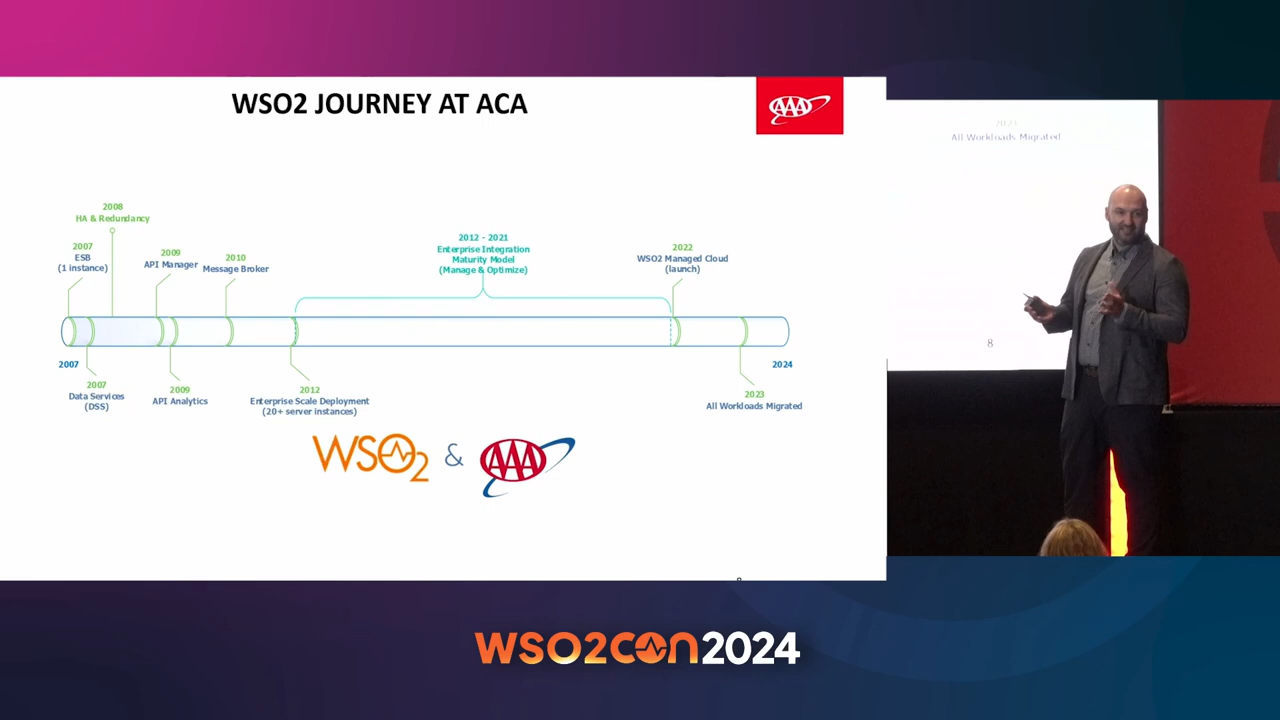 WSO2 JOURNEY AT ACA
AAA
2008
HA & Redundancy
2007
ESB
(1 instance)
2009
API Manager
2010
Message Broker
2012 - 2021
Enterprise Integration
Maturity Model
(Manage & Optimize)
2022
WSO2 Managed Cloud
(launch)
2007
2024
2007
Data Services
(DSS)
2009
API Analytics
2012
Enterprise Scale Deployment
(20+ server instances)
2023
All Workloads Migrated
WSO2 & AAA
8
2023
All Workloads Migrated
8
WSO2CON2024